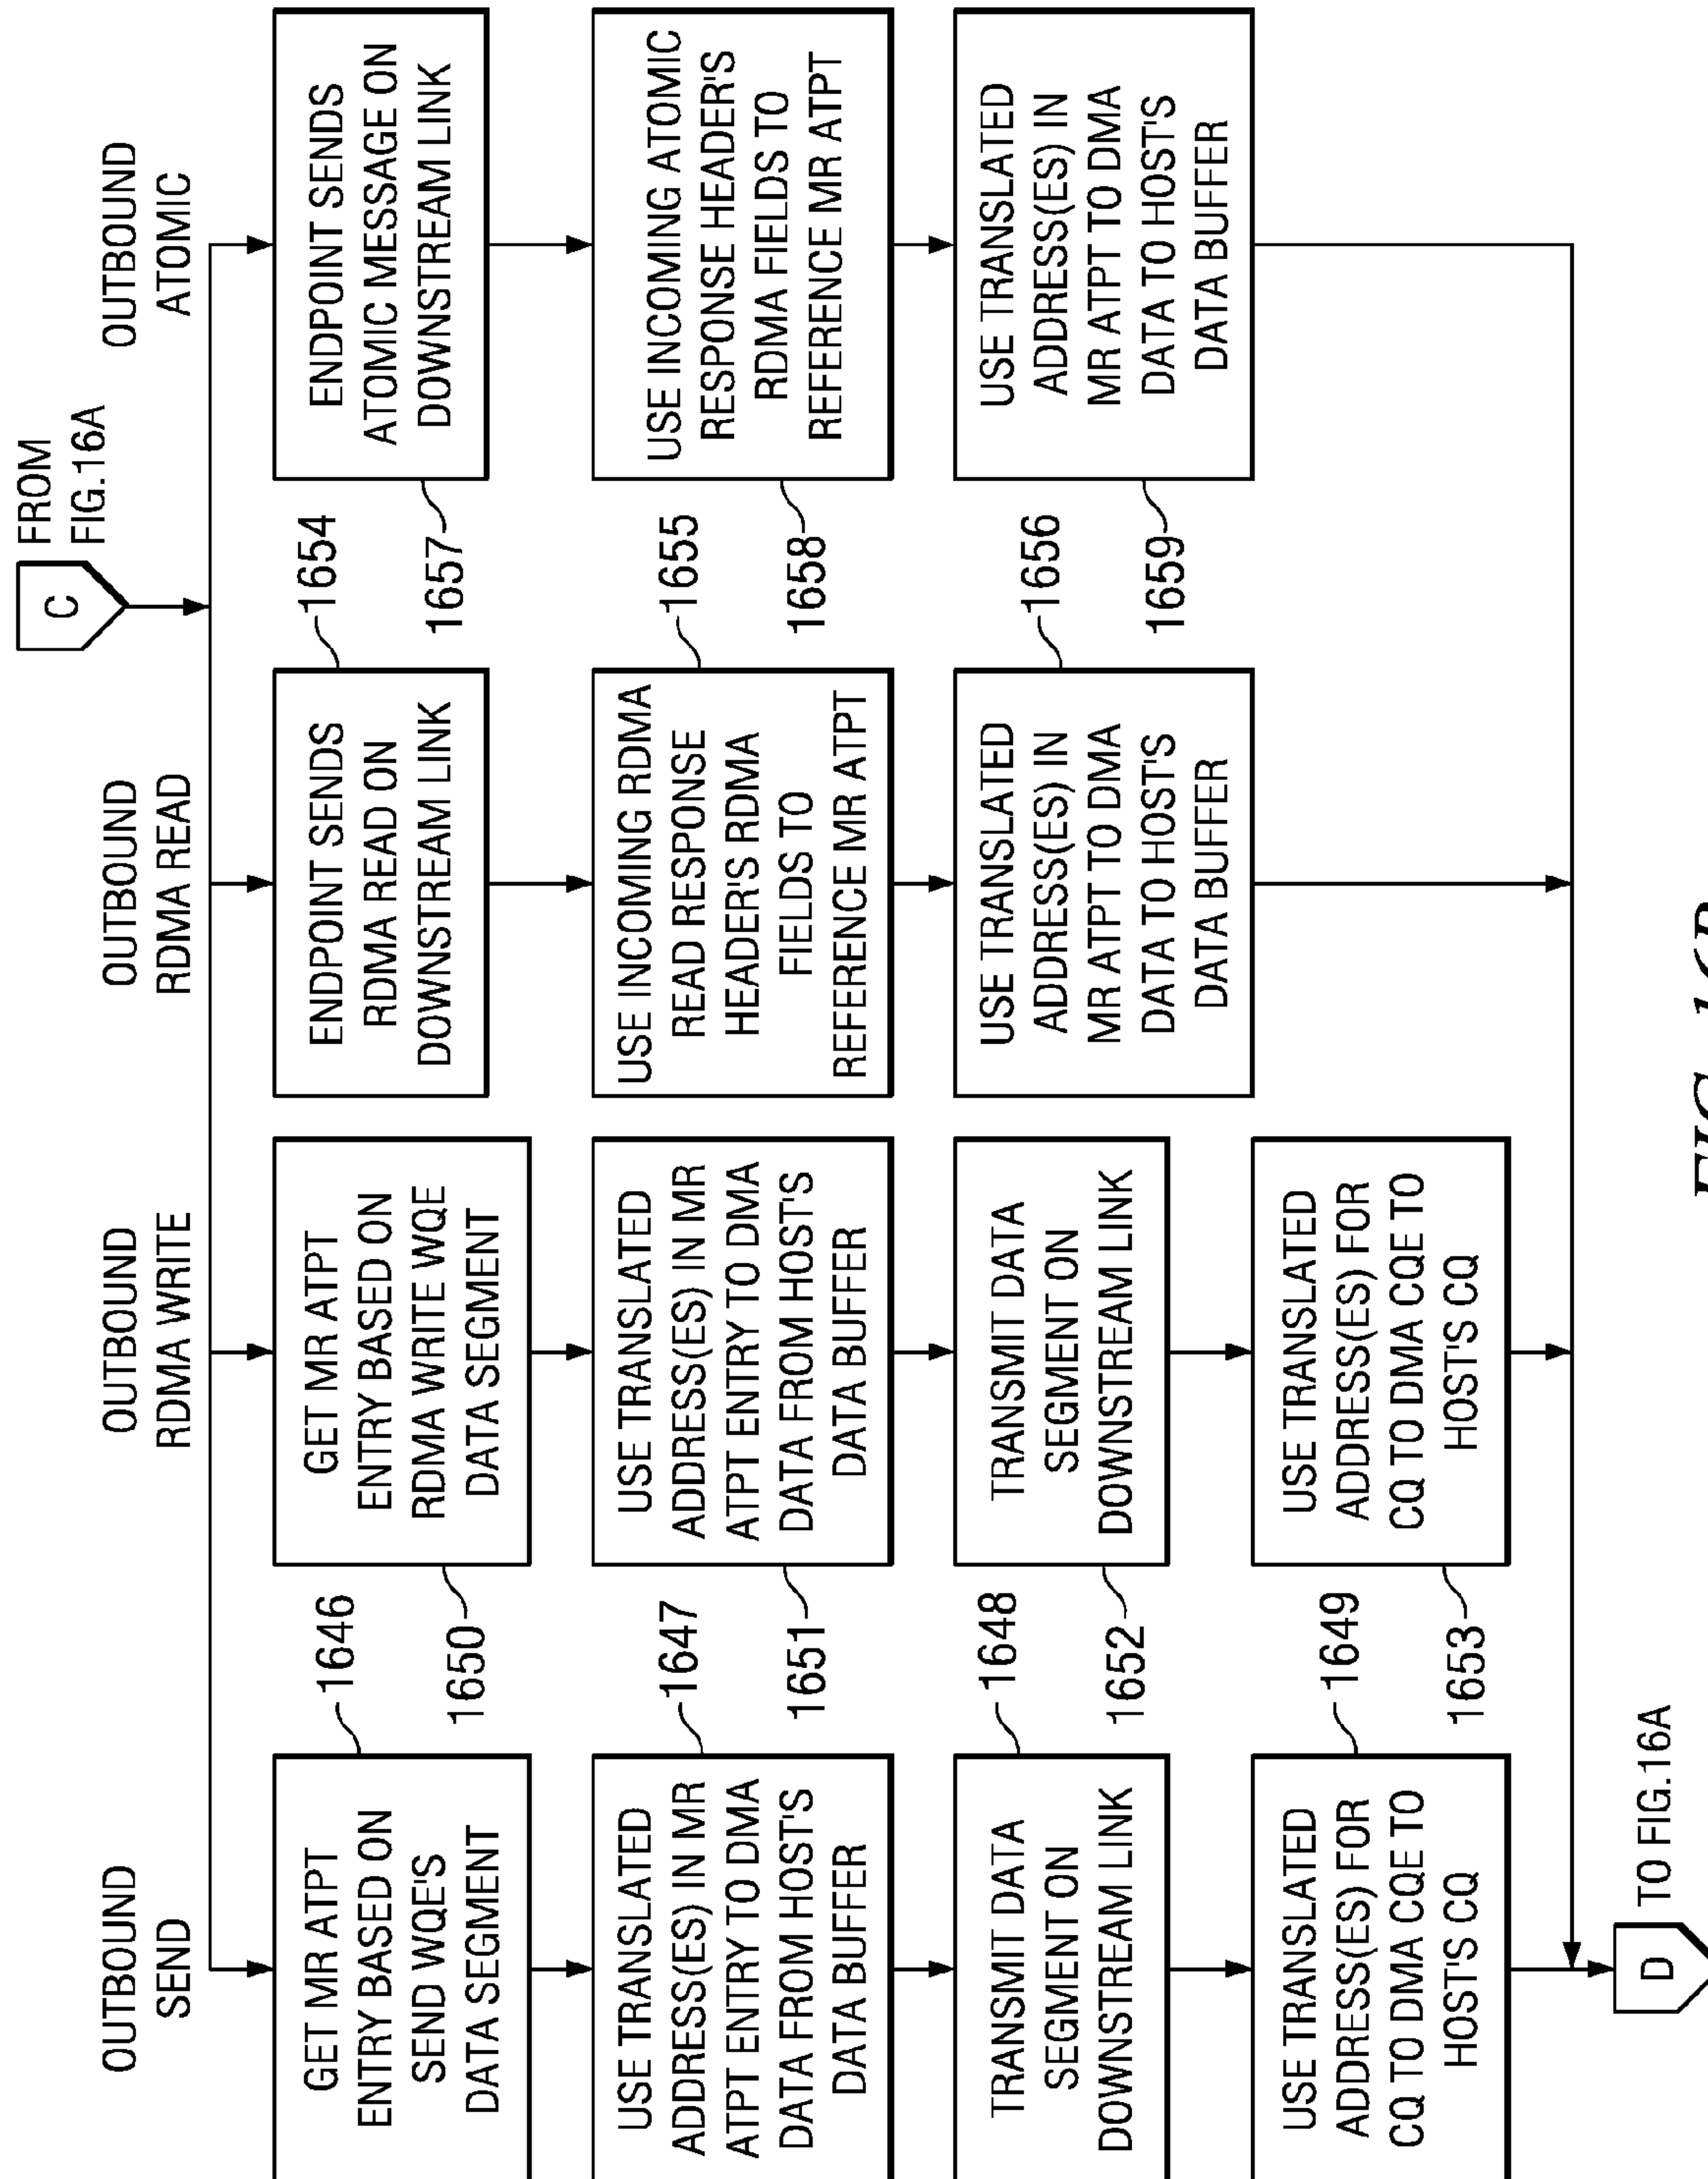 C
FROM
FIG.16A
OUTBOUND
SEND
GET MR ATPT
ENTRY BASED ON
SEND WQE'S
DATA SEGMENT
1646
USE TRANSLATED
ADDRESS(ES) IN MR
ATPT ENTRY TO DMA
DATA FROM HOST'S
DATA BUFFER
1647
TRANSMIT DATA
SEGMENT ON
DOWNSTREAM LINK
1648
USE TRANSLATED
ADDRESS(ES) FOR
CQ TO DMA CQE TO
HOST'S CQ
1649
OUTBOUND
RDMA WRITE
GET MR ATPT
ENTRY BASED ON
RDMA WRITE WQE
DATA SEGMENT
1650
USE TRANSLATED
ADDRESS(ES) IN MR
ATPT ENTRY TO DMA
DATA FROM HOST'S
DATA BUFFER
1651
TRANSMIT DATA
SEGMENT ON
DOWNSTREAM LINK
1652
USE TRANSLATED
ADDRESS(ES) FOR
CQ TO DMA CQE TO
HOST'S CQ
1653
OUTBOUND
RDMA READ
ENDPOINT SENDS
RDMA READ ON
DOWNSTREAM LINK
1654
USE INCOMING RDMA
READ RESPONSE
HEADER'S RDMA
FIELDS TO
REFERENCE MR ATPT
1655
USE TRANSLATED
ADDRESS(ES) IN
MR ATPT TO DMA
DATA TO HOST'S
DATA BUFFER
1656
OUTBOUND
ATOMIC
ENDPOINT SENDS
ATOMIC MESSAGE ON
DOWNSTREAM LINK
1657
USE INCOMING ATOMIC
RESPONSE HEADER'S
RDMA FIELDS TO
REFERENCE MR ATPT
1658
USE TRANSLATED
ADDRESS(ES) IN
MR ATPT TO DMA
DATA TO HOST'S
DATA BUFFER
1659
D
TO FIG.16A